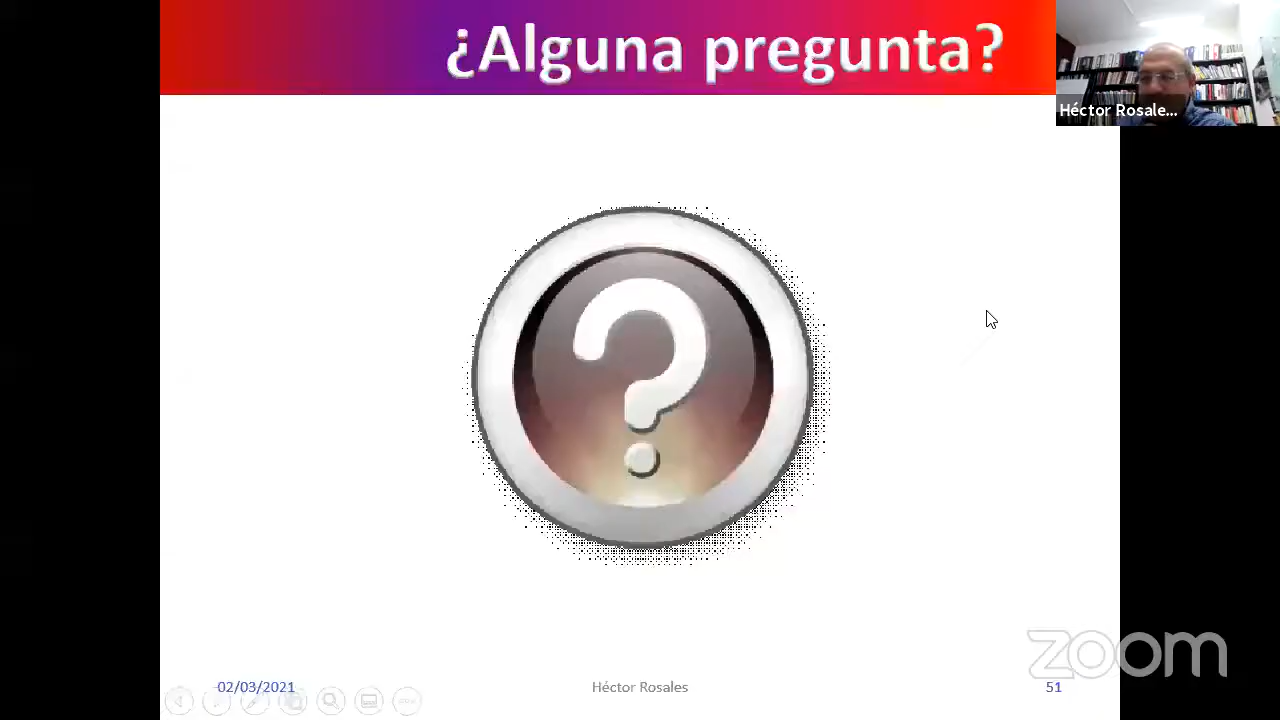 ¿Alguna pregunta?
Héctor Rosale...
?
zoom
02/03/2021
Héctor Rosales
51